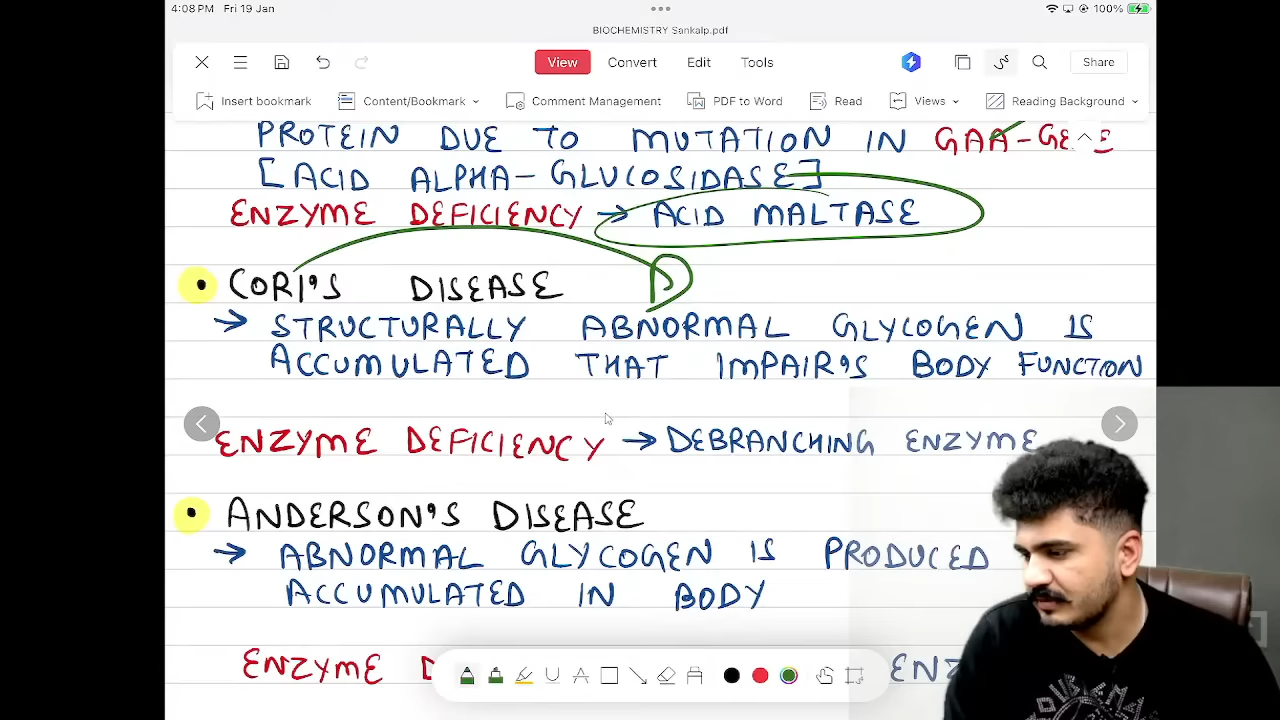 4:08 PM Fri 19 Jan
100%
BIOCHEMISTRY Sankalp.pdf
View Convert Edit Tools Share
Insert bookmark Content/Bookmark Comment Management PDF to Word Read Views Reading Background
PROTEIN DUE TO MUTATION IN GAA-GENE
[ACID ALPHA-GLUCOSIDASE]
ENZYME DEFICIENCY → ACID MALTASE
• CORI'S DISEASE D
→ STRUCTURALLY ABNORMAL GLYCOGEN IS
ACCUMULATED THAT IMPAIR'S BODY FUNCTION
ENZYME DEFICIENCY → DEBRANCHING ENZYME
• ANDERSON'S DISEASE
→ ABNORMAL GLYCOGEN IS PRODUCED
ACCUMULATED IN BODY
ENZYME